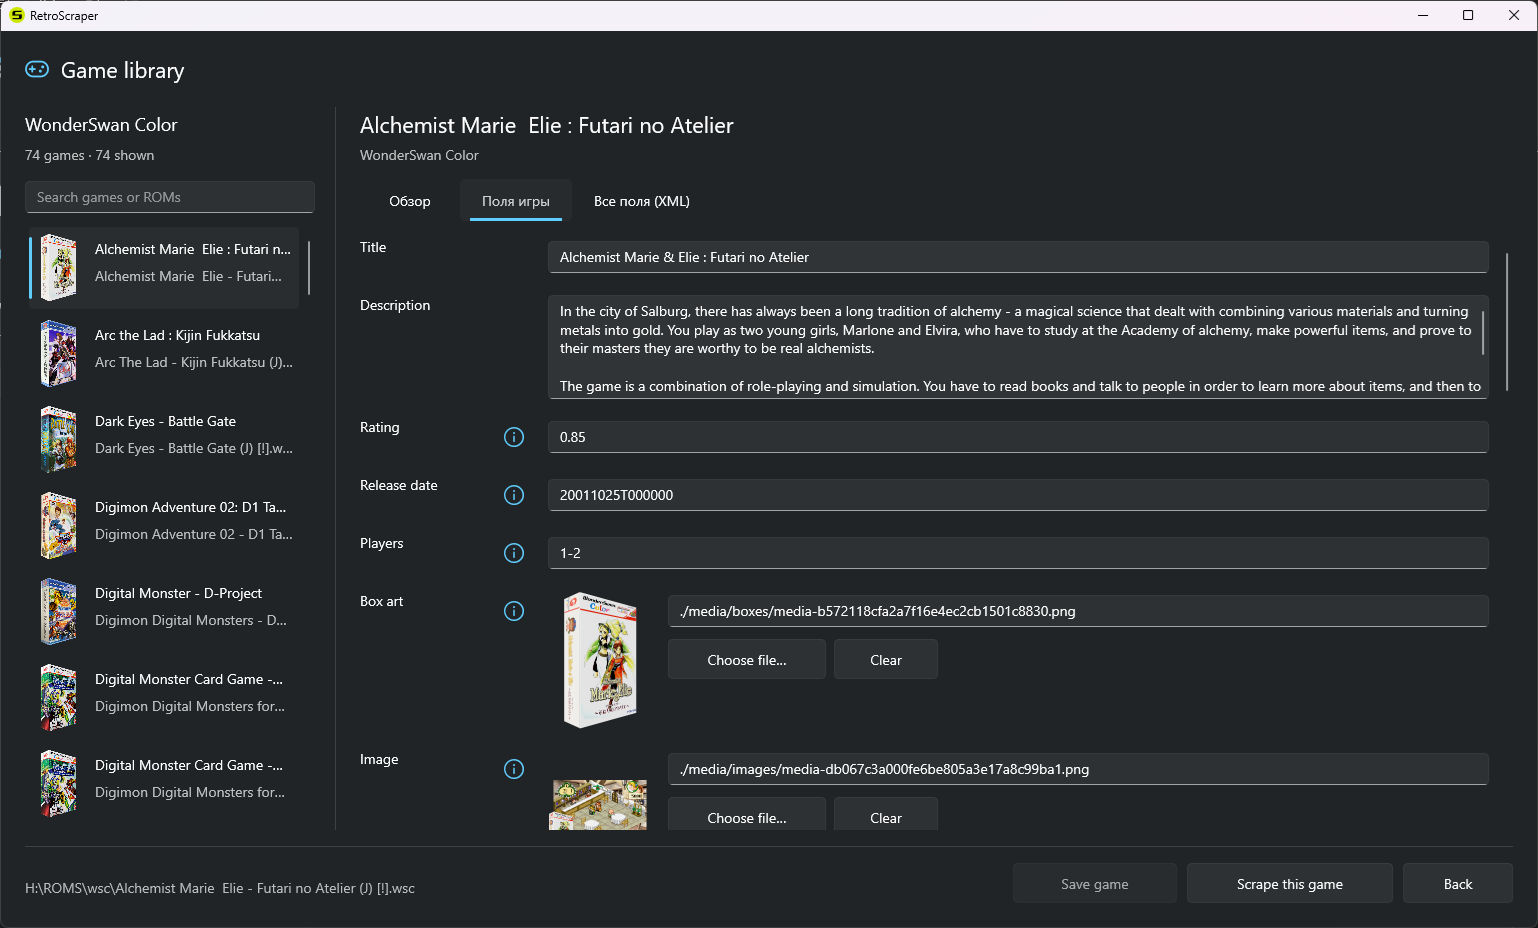 RetroScraper
Game library
WonderSwan Color
74 games · 74 shown
Search games or ROMs
Alchemist Marie  Elie : Futari n...
Alchemist Marie  Elie - Futari...
Arc the Lad : Kijin Fukkatsu
Arc The Lad - Kijin Fukkatsu (J)...
Dark Eyes - Battle Gate
Dark Eyes - Battle Gate (J) [!].w...
Digimon Adventure 02: D1 Ta...
Digimon Adventure 02 - D1 Ta...
Digital Monster - D-Project
Digimon Digital Monsters - D...
Digital Monster Card Game -...
Digimon Digital Monsters for...
Digital Monster Card Game -...
Digimon Digital Monsters for...
Alchemist Marie  Elie : Futari no Atelier
WonderSwan Color
Обзор
Поля игры
Все поля (XML)
Title
Alchemist Marie & Elie : Futari no Atelier
Description
In the city of Salburg, there has always been a long tradition of alchemy - a magical science that dealt with combining various materials and turning
metals into gold. You play as two young girls, Marlone and Elvira, who have to study at the Academy of alchemy, make powerful items, and prove to
their masters they are worthy to be real alchemists.
The game is a combination of role-playing and simulation. You have to read books and talk to people in order to learn more about items, and then to
Rating
0.85
Release date
20011025T000000
Players
1-2
Box art
WonderSwan
Color
./media/boxes/media-b572118cfa2a7f16e4ec2cb1501c8830.png
Choose file...
Clear
Image
./media/images/media-db067c3a000fe6be805a3e17a8c99ba1.png
Choose file...
Clear
H:\ROMS\wsc\Alchemist Marie  Elie - Futari no Atelier (J) [!].wsc
Save game
Scrape this game
Back